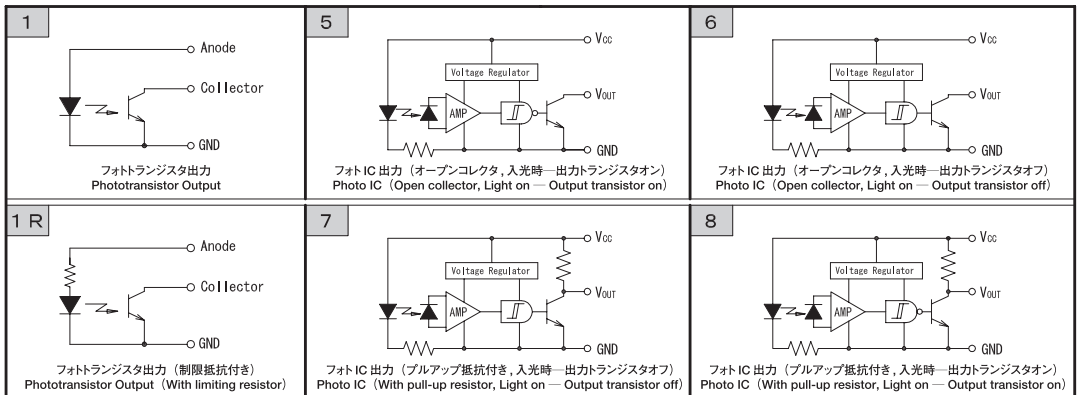 1
Anode
Collector
GND
フォトトランジスタ出力
Phototransistor Output
5
Vcc
Voltage Regulator
AMP
VOUT
GND
フォト IC 出力（オープンコレクタ, 入光時―出力トランジスタオン）
Photo IC（Open collector, Light on — Output transistor on）
6
Vcc
Voltage Regulator
AMP
VOUT
GND
フォト IC 出力（オープンコレクタ, 入光時―出力トランジスタオフ）
Photo IC（Open collector, Light on — Output transistor off）
1 R
Anode
Collector
GND
フォトトランジスタ出力（制限抵抗付き）
Phototransistor Output（With limiting resistor）
7
Vcc
Voltage Regulator
AMP
VOUT
GND
フォト IC 出力（プルアップ抵抗付き, 入光時―出力トランジスタオフ）
Photo IC（With pull-up resistor, Light on — Output transistor off）
8
Vcc
Voltage Regulator
AMP
VOUT
GND
フォト IC 出力（プルアップ抵抗付き, 入光時―出力トランジスタオン）
Photo IC（With pull-up resistor, Light on — Output transistor on）